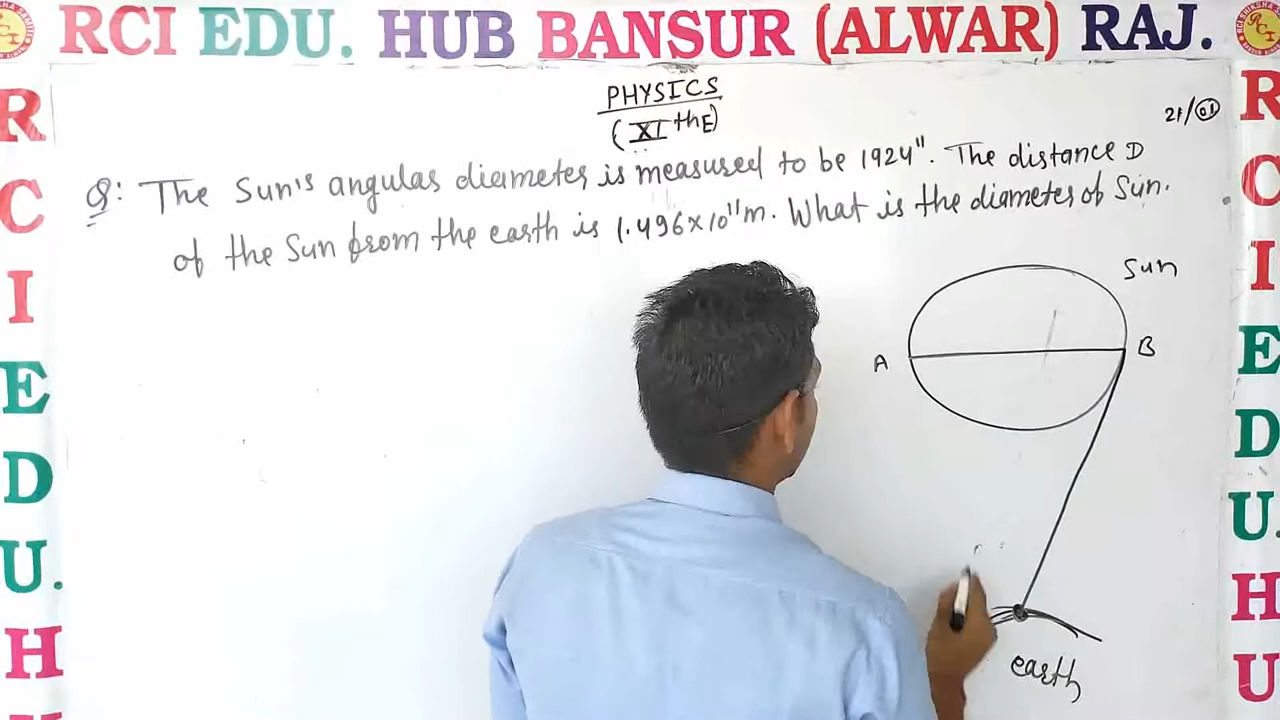 RCI EDU. HUB BANSUR (ALWAR) RAJ.
PHYSICS
(XIthE)
21/01
Q: The Sun's angular diameter is measured to be 1924". The distance D
of the Sun from the earth is 1.496×10¹¹m. What is the diameter of Sun.
Sun
A
B
earth
R
C
I
E
D
U.
H
R
C
I
E
D
U.
H
U